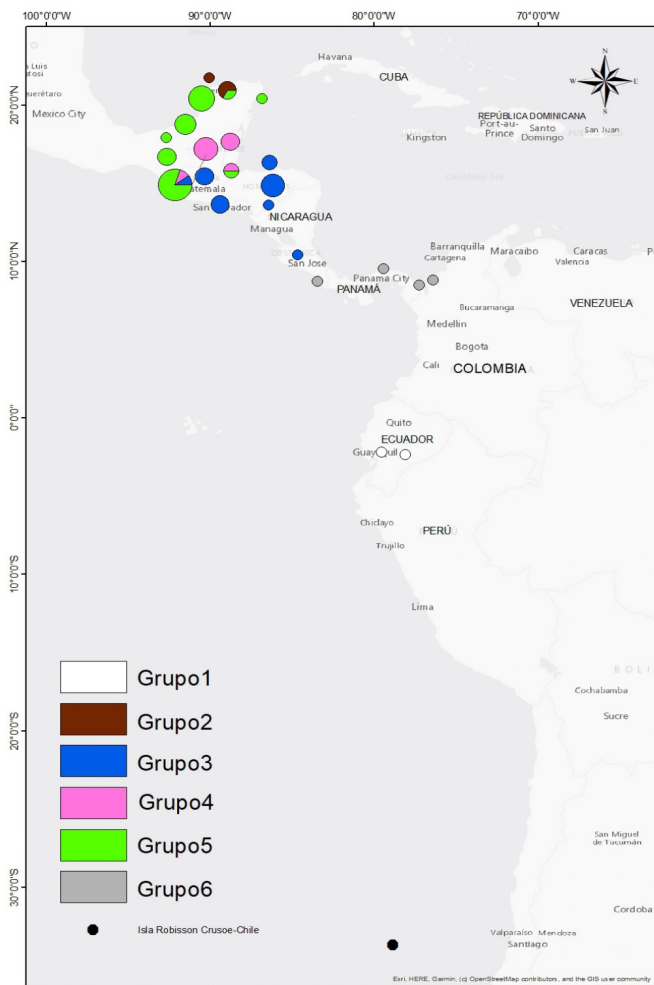 100°0'0"W 90°0'0"W 80°0'0"W 70°0'0"W
Havana
CUBA
N
W E
S
20°0'0"N
Mexico City
REPÚBLICA DOMINICANA
Port-au-
Prince
Santo
Domingo
San Juan
Kingston
NICARAGUA
Managua
San Jose
10°0'0"N
Barranquilla
Cartagena
Maracaibo
Caracas
Valencia
Panama City
PANAMÁ
VENEZUELA
Bucaramanga
Medellin
Bogota
Cali
COLOMBIA
0°0'0"
Quito
ECUADOR
Chiclayo
PERÚ
Trujillo
10°0'0"S
Lima
BOLI
Cochabamba
Sucre
20°0'0"S
San Miguel
de Tucumán
30°0'0"S
Cordoba
Valparaíso
Mendoza
Santiago
Grupo1
Grupo2
Grupo3
Grupo4
Grupo5
Grupo6
Isla Robisson Crusoe-Chile
Esri, HERE, Garmin, (c) OpenStreetMap contributors, and the GIS user community